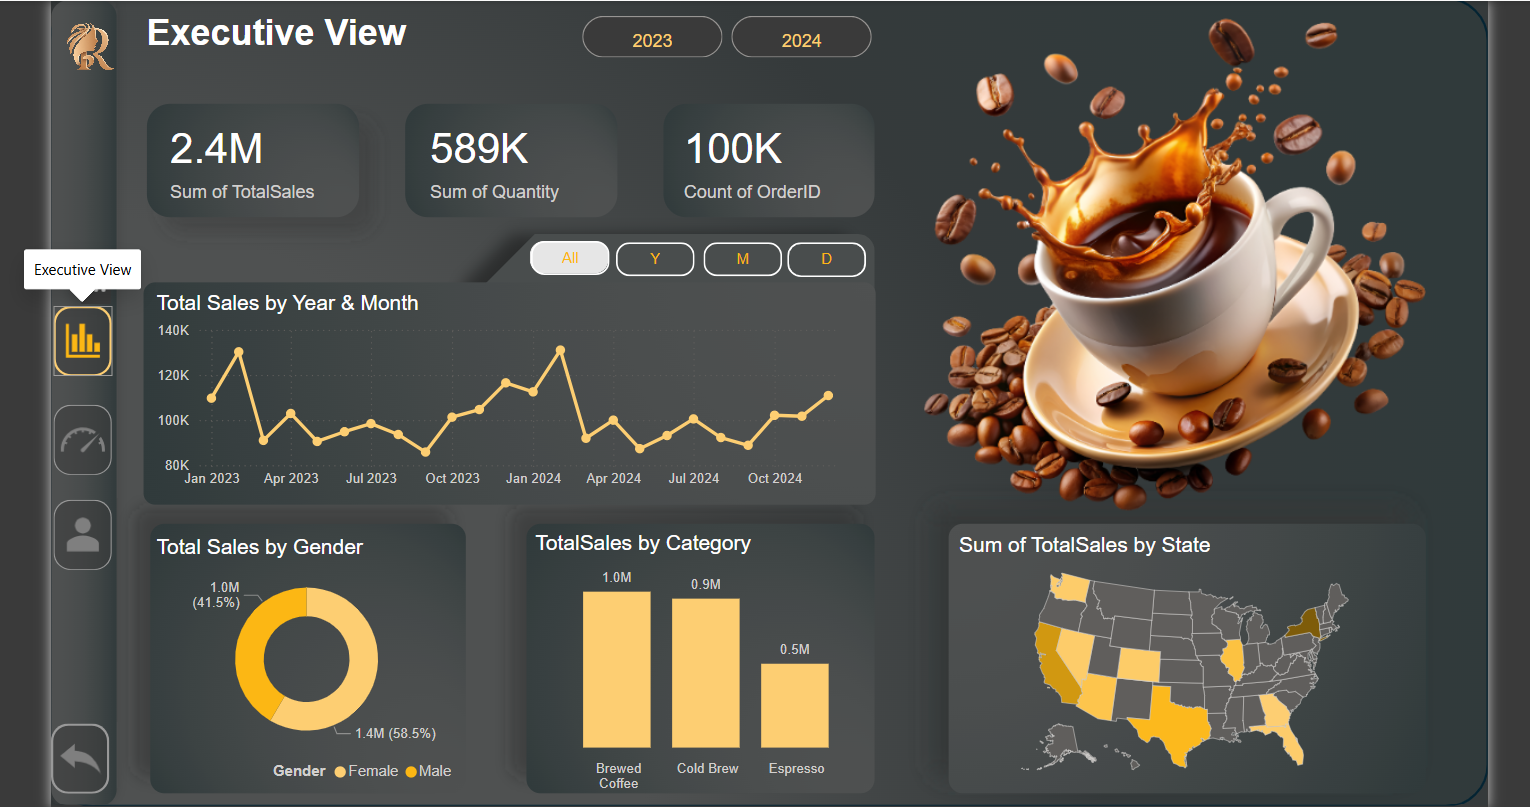 Executive View
2023
2024
2.4M
Sum of TotalSales
589K
Sum of Quantity
100K
Count of OrderID
All
Y
M
D
Executive View
Total Sales by Year & Month
140K
120K
100K
80K
Jan 2023
Apr 2023
Jul 2023
Oct 2023
Jan 2024
Apr 2024
Jul 2024
Oct 2024
Total Sales by Gender
1.0M
(41.5%)
1.4M (58.5%)
Gender
Female
Male
TotalSales by Category
1.0M
0.9M
0.5M
Brewed
Coffee
Cold Brew
Espresso
Sum of TotalSales by State